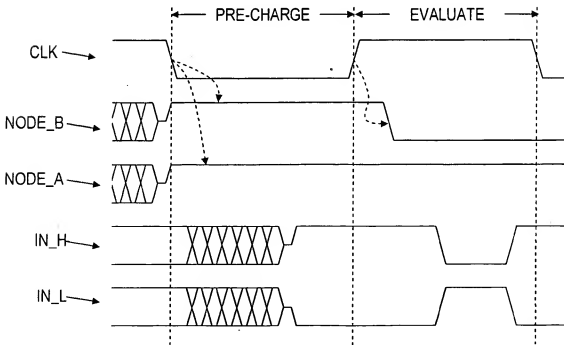 PRE-CHARGE EVALUATE
CLK
NODE_B
NODE_A
IN_H
IN_L